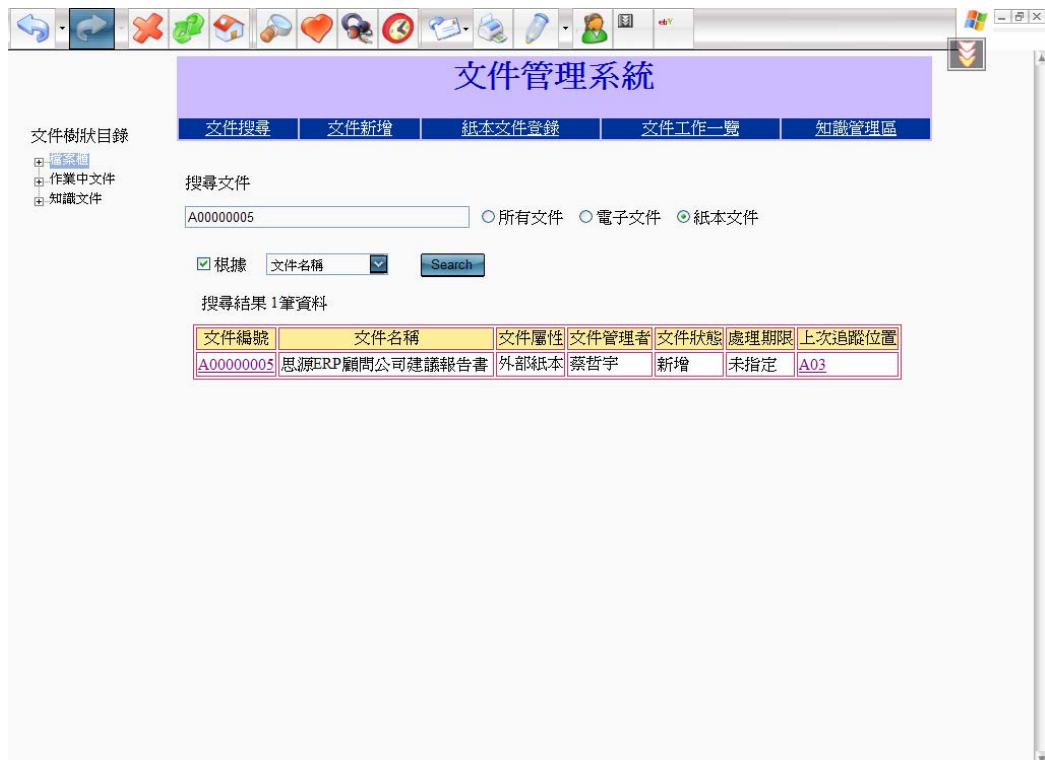 文件管理系統
文件搜尋 文件新增 紙本文件登錄 文件工作一覽 知識管理區
文件樹狀目錄
檔案櫃
作業中文件
知識文件
搜尋文件
A00000005 所有文件 電子文件 紙本文件
根據 文件名稱 Search
搜尋結果 1筆資料
文件編號 文件名稱 文件屬性 文件管理者 文件狀態 處理期限 上次追蹤位置
A00000005 思源ERP顧問公司建議報告書 外部紙本 蔡哲宇 新增 未指定 A03